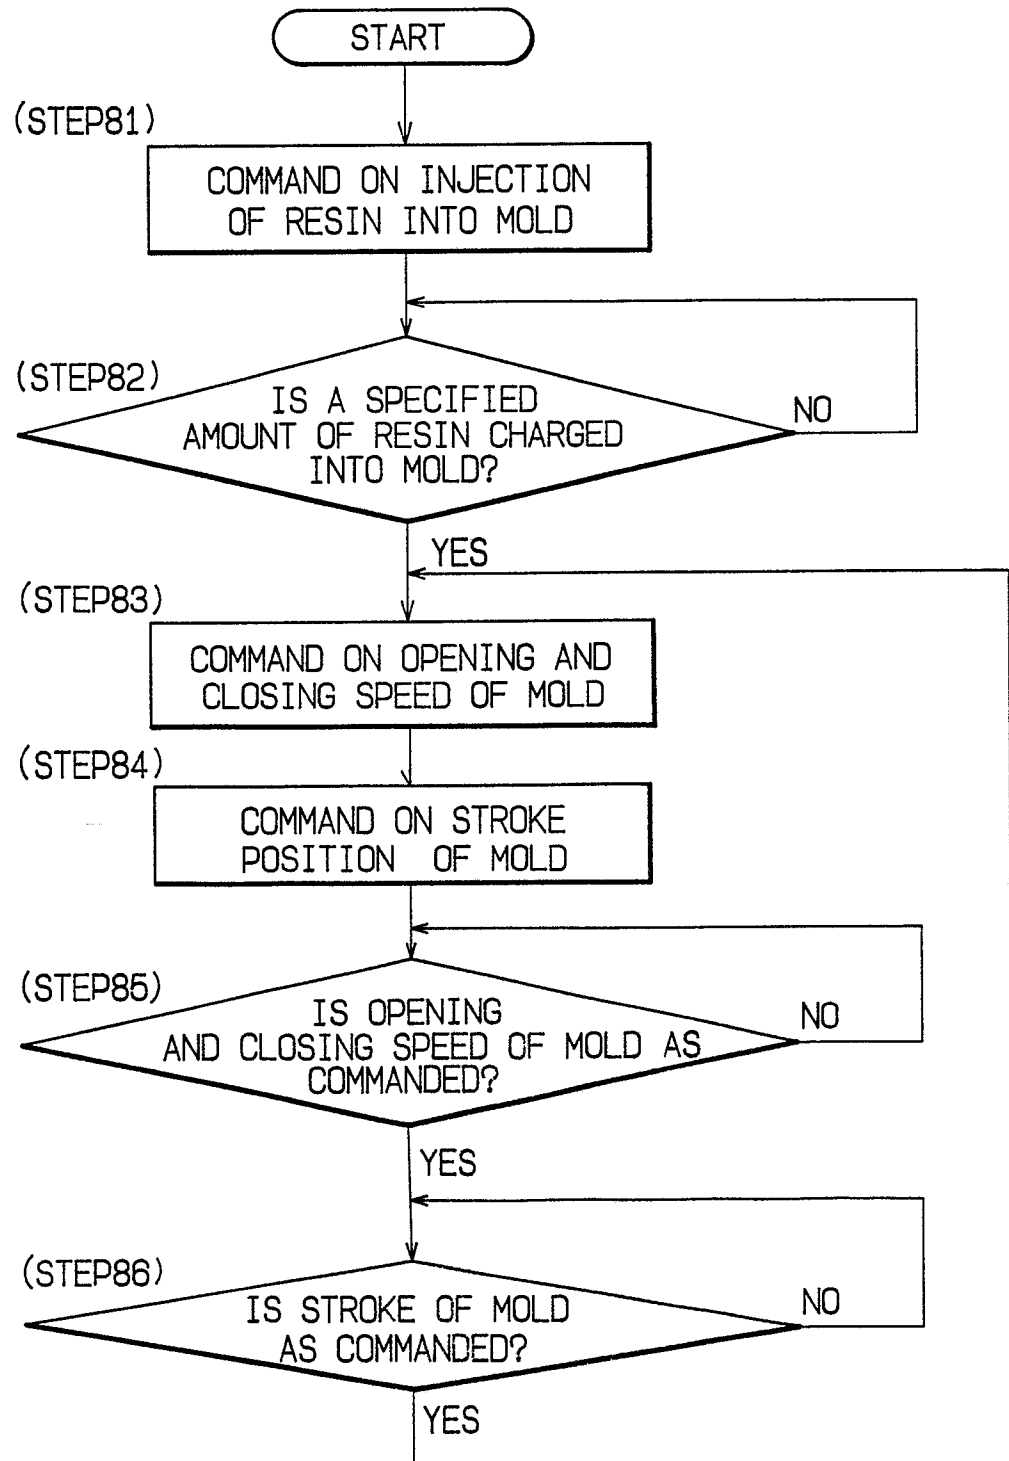 START
(STEP81)
COMMAND ON INJECTION
OF RESIN INTO MOLD
(STEP82)
IS A SPECIFIED
AMOUNT OF RESIN CHARGED
INTO MOLD?
NO
YES
(STEP83)
COMMAND ON OPENING AND
CLOSING SPEED OF MOLD
(STEP84)
COMMAND ON STROKE
POSITION OF MOLD
(STEP85)
IS OPENING
AND CLOSING SPEED OF MOLD AS
COMMANDED?
NO
YES
(STEP86)
IS STROKE OF MOLD
AS COMMANDED?
NO
YES